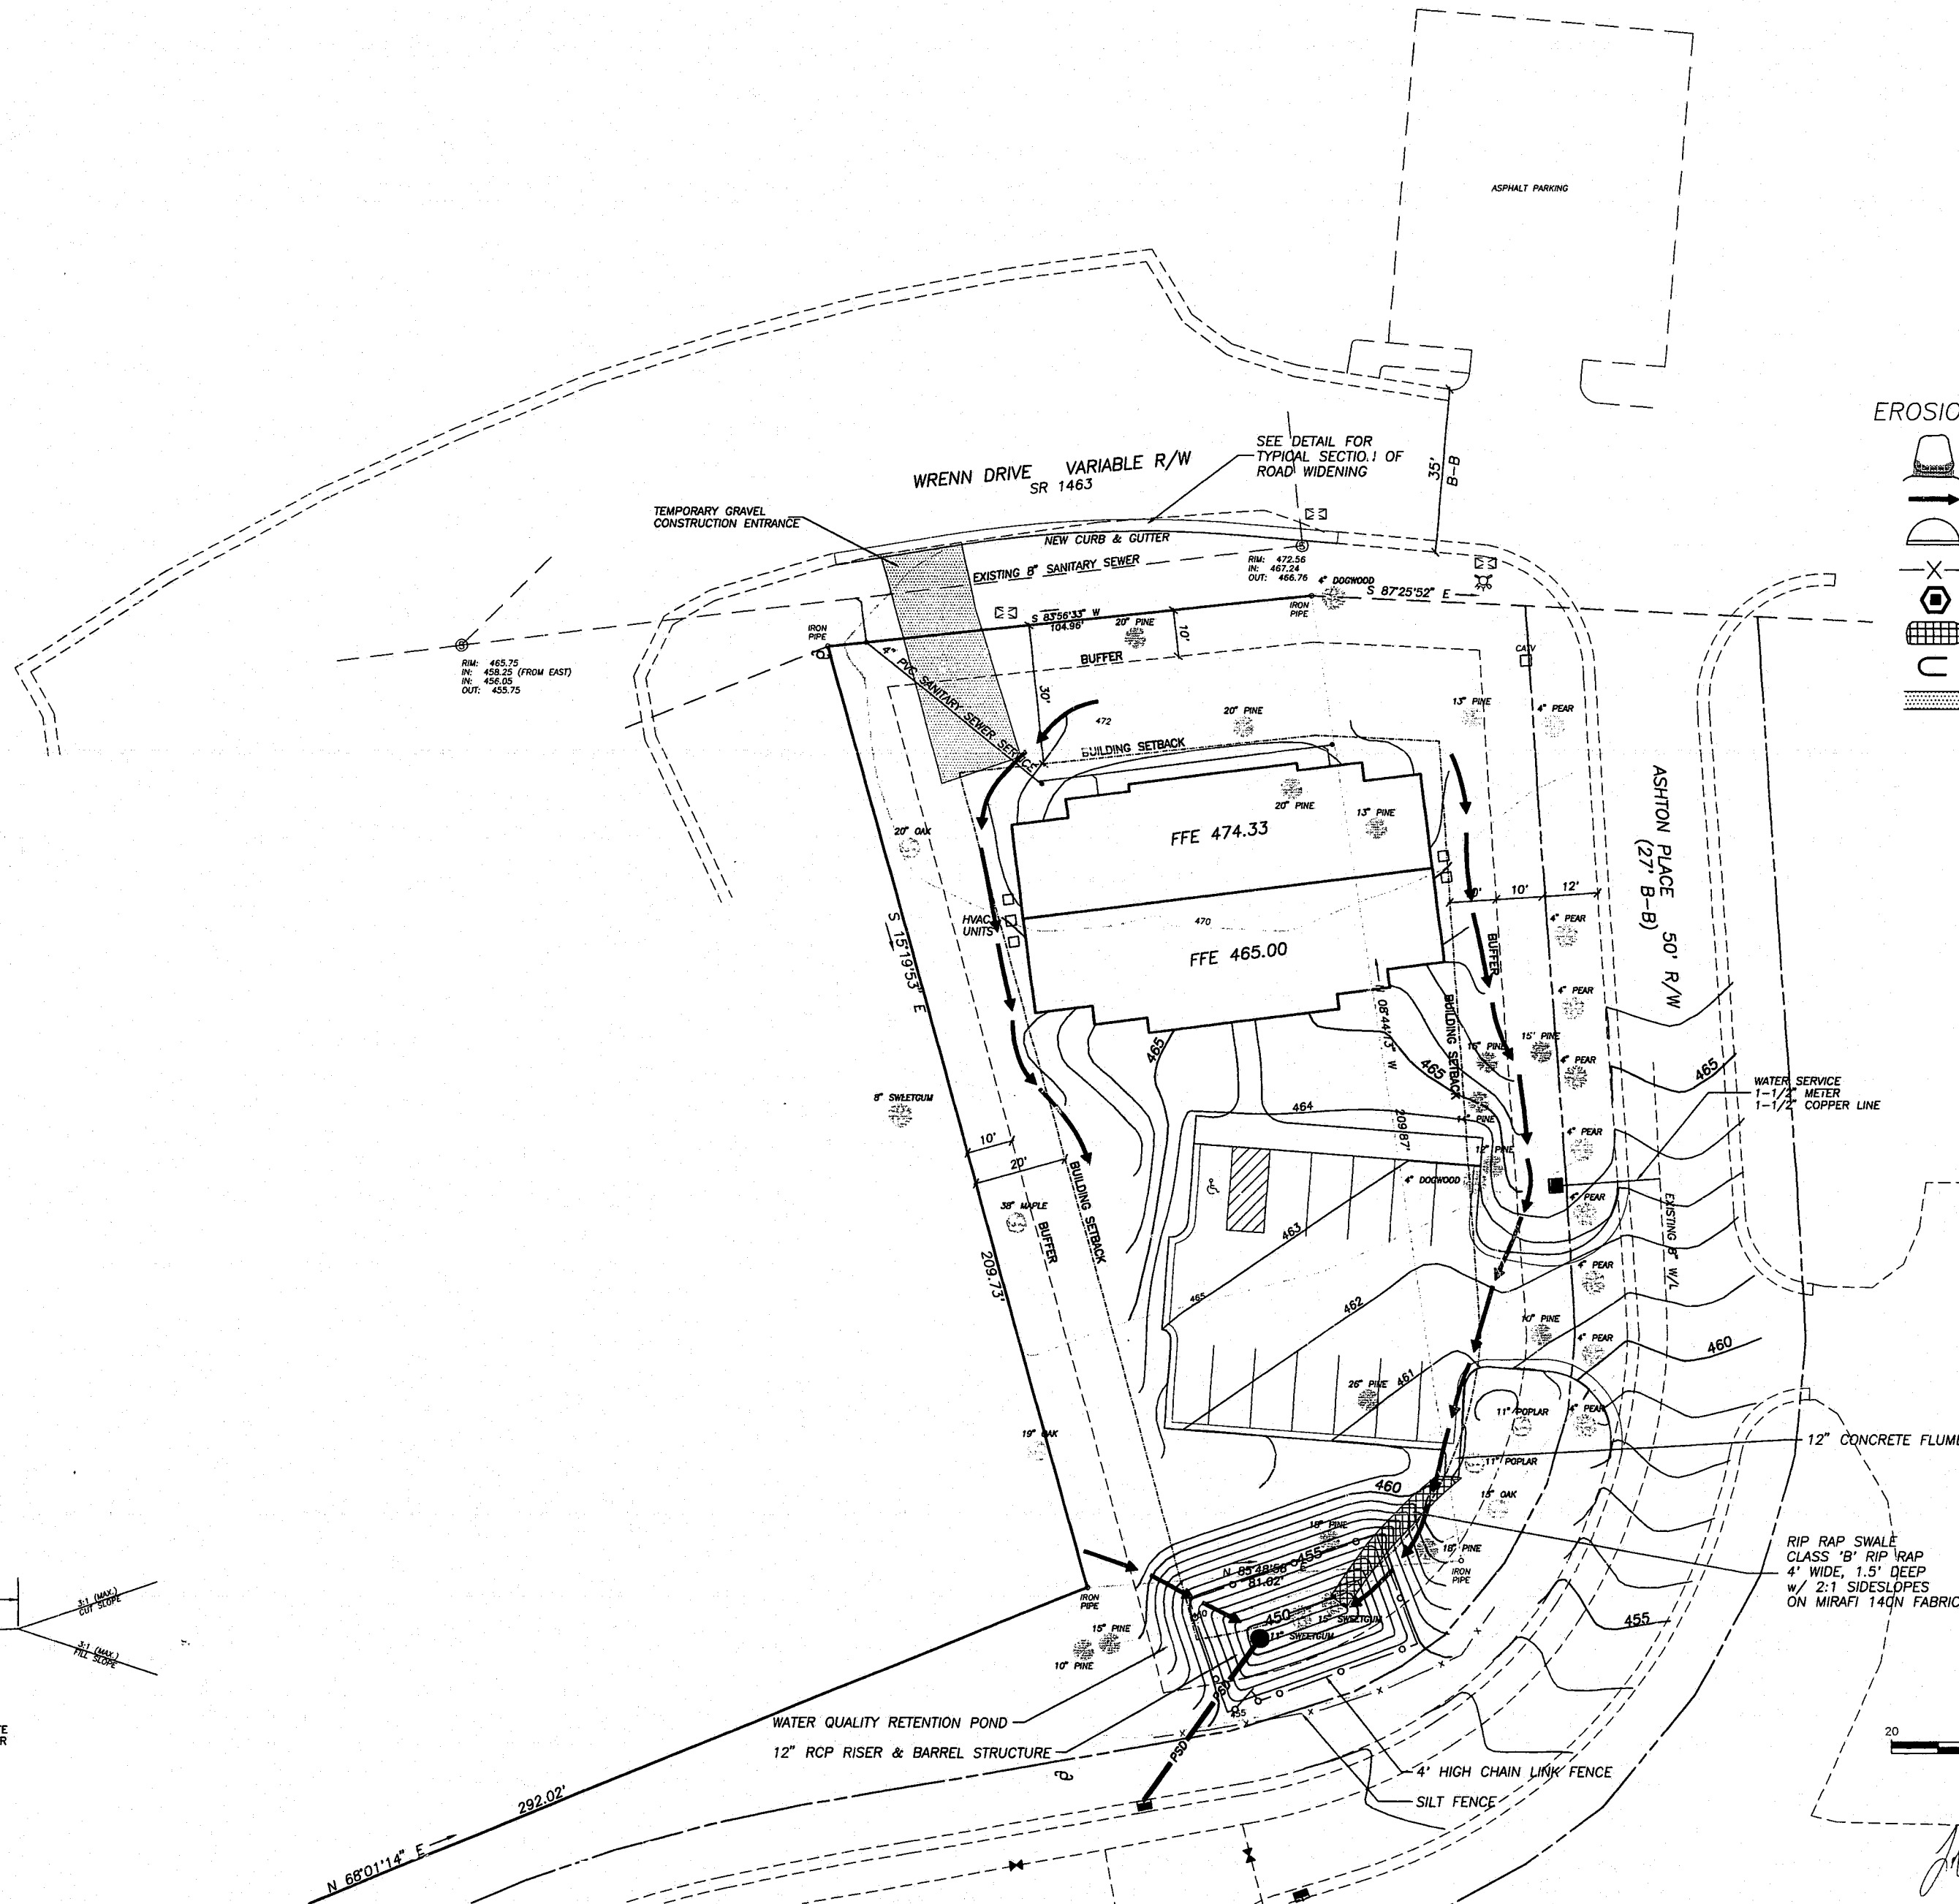 ASPHALT PARKING
EROSIO
SEE DETAIL FOR
TYPICAL SECTIO. ! OF
ROAD WIDENING
35'
B-B
WRENN DRIVE VARIABLE R/W
SR 1463
TEMPORARY GRAVEL
CONSTRUCTION ENTRANCE
NEW CURB & GUTTER
EXISTING 8" SANITARY SEWER
RIM: 472.56
IN: 467.24
OUT: 466.76
4" DOGWOOD
S 87°25'52" E
IRON
PIPE
S 83°56'33" W
104.96'
20" PINE
10'
IRON
PIPE
RIM: 465.75
IN: 458.25 (FROM EAST)
IN: 456.05
OUT: 455.75
4" PVC SANITARY SEWER SERVICE
BUFFER
CATV
30'
472
20" PINE
13" PINE
4" PEAR
BUILDING SETBACK
20" PINE
13" PINE
FFE 474.33
20" OAK
ASHTON PLACE 50' R/W
(27' B-B)
10'
12'
HVAC
UNITS
470
4" PEAR
FFE 465.00
BUFFER
S 15°19'53" E
4" PEAR
BUILDING SETBACK
08°44'13" W
15" PINE
465
465
4" PEAR
465
WATER SERVICE
1-1/2" METER
1-1/2" COPPER LINE
8" SWEETGUM
464
209.87'
4" PEAR
10'
20'
12" PINE
4" DOGWOOD
BUILDING SETBACK
38" MAPLE
BUFFER
4" PEAR
EXISTING 8" W/L
463
209.73'
4" PEAR
465
462
10" PINE
4" PEAR
460
26" PINE
461
11" POPLAR
4" PEAR
19" OAK
12" CONCRETE FLUM
11" POPLAR
460
15" OAK
18" PINE
18" PINE
455
N 85°48'56" E
81.02'
IRON
PIPE
RIP RAP SWALE
CLASS 'B' RIP RAP
4' WIDE, 1.5' DEEP
w/ 2:1 SIDESLOPES
ON MIRAFI 140N FABRIC
3:1 (MAX.)
CUT SLOPE
3:1 (MAX.)
FILL SLOPE
IRON
PIPE
450
15" SWEETGUM
11" SWEETGUM
455
15" PINE
10" PINE
PSD
455
WATER QUALITY RETENTION POND
12" RCP RISER & BARREL STRUCTURE
PSD
20
4' HIGH CHAIN LINK FENCE
SILT FENCE
292.02'
N 68°01'14" E